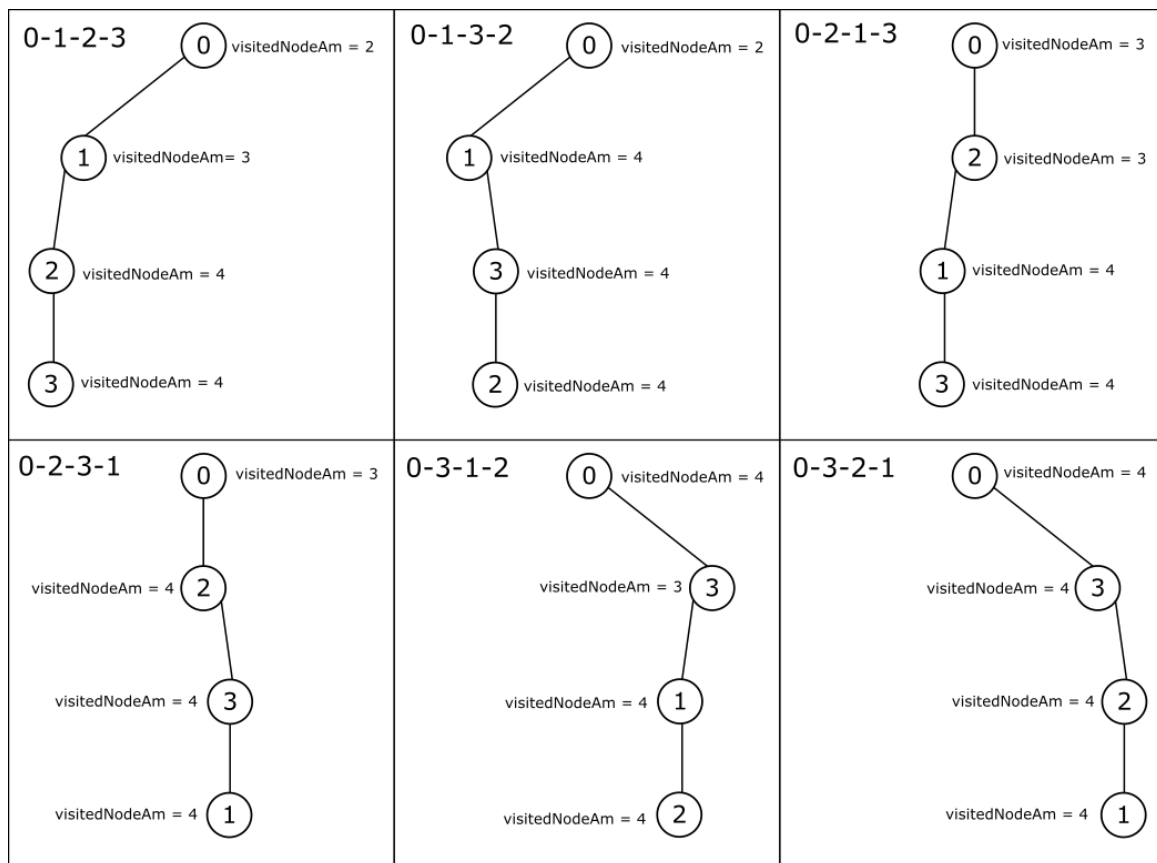 0-1-2-3
0 visitedNodeAm = 2
1 visitedNodeAm= 3
2 visitedNodeAm = 4
3 visitedNodeAm = 4
0-1-3-2
0 visitedNodeAm = 2
1 visitedNodeAm = 4
3 visitedNodeAm = 4
2 visitedNodeAm = 4
0-2-1-3
0 visitedNodeAm = 3
2 visitedNodeAm = 3
1 visitedNodeAm = 4
3 visitedNodeAm = 4
0-2-3-1
0 visitedNodeAm = 3
visitedNodeAm = 4 2
visitedNodeAm = 4 3
visitedNodeAm = 4 1
0-3-1-2
0 visitedNodeAm = 4
visitedNodeAm = 3 3
visitedNodeAm = 4 1
visitedNodeAm = 4 2
0-3-2-1
0 visitedNodeAm = 4
visitedNodeAm = 4 3
visitedNodeAm = 4 2
visitedNodeAm = 4 1